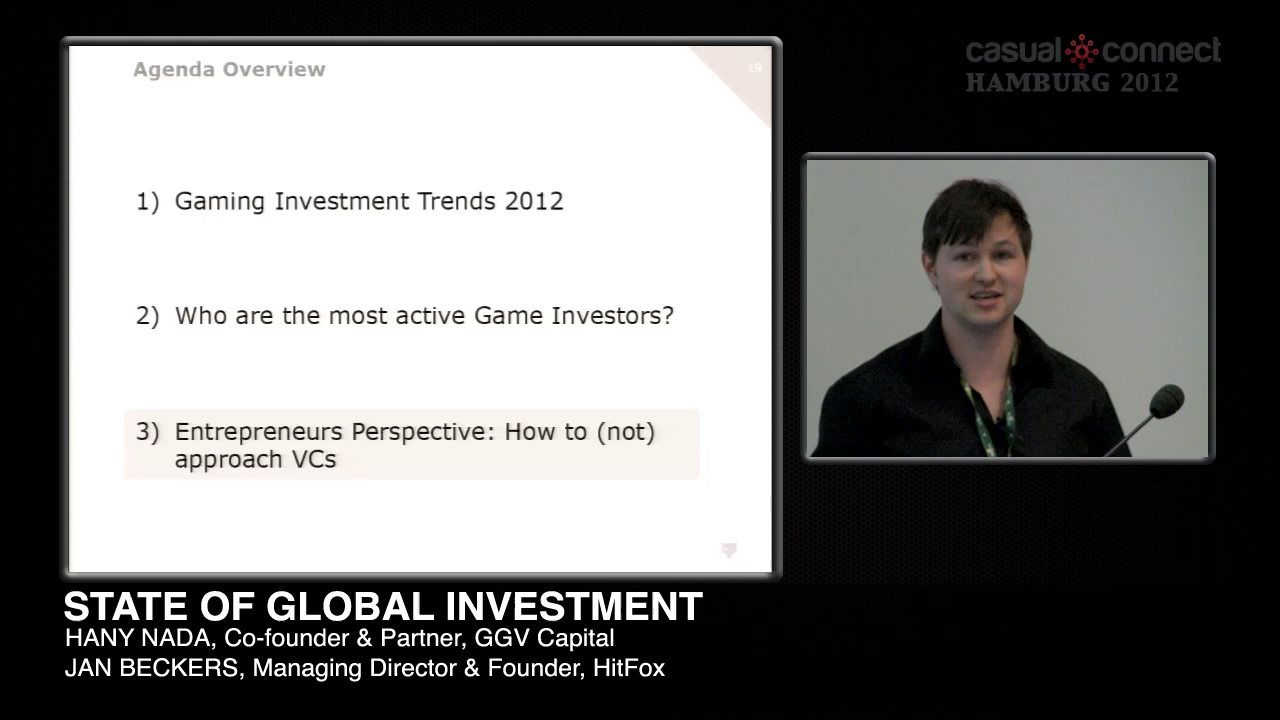 Agenda Overview
19
1) Gaming Investment Trends 2012
2) Who are the most active Game Investors?
3) Entrepreneurs Perspective: How to (not)
approach VCs
casual connect
HAMBURG 2012
STATE OF GLOBAL INVESTMENT
HANY NADA, Co-founder & Partner, GGV Capital
JAN BECKERS, Managing Director & Founder, HitFox